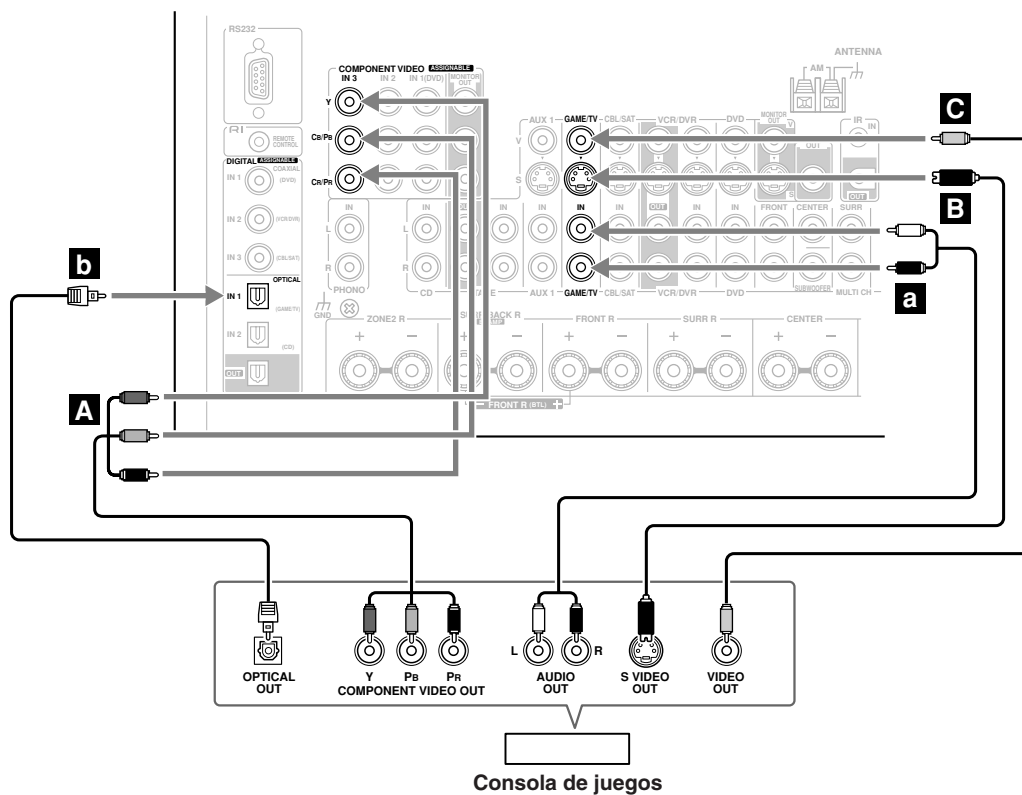 RS232
RI
REMOTE CONTROL
DIGITAL ASSIGNABLE
COAXIAL
IN 1
(DVD)
IN 2
(VCR/DVR)
IN 3
(CBL/SAT)
OPTICAL
IN 1
(GAME/TV)
IN 2
(CD)
OUT
COMPONENT VIDEO ASSIGNABLE
IN 3
IN 2
IN 1(DVD)
MONITOR OUT
Y
CB/PB
CR/PR
ANTENNA
AM
AUX 1
GAME/TV
CBL/SAT
VCR/DVR
DVD
MONITOR OUT
V
S
V
S
OUT
IR
IN
OUT
IN
IN
IN
IN
IN
IN
OUT
IN
IN
FRONT
CENTER
SURR
L
R
L
R
PHONO
GND
CD
AUX 1
GAME/TV
CBL/SAT
VCR/DVR
DVD
SUBWOOFER
MULTI CH
ZONE2 R
FRONT R
SURR R
CENTER
+ −
+ −
+ −
+ −
+ −
− FRONT R (BTL) +
A
B
C
a
b
OPTICAL OUT
Y
PB
PR
COMPONENT VIDEO OUT
L
R
AUDIO OUT
S VIDEO OUT
VIDEO OUT
Consola de juegos